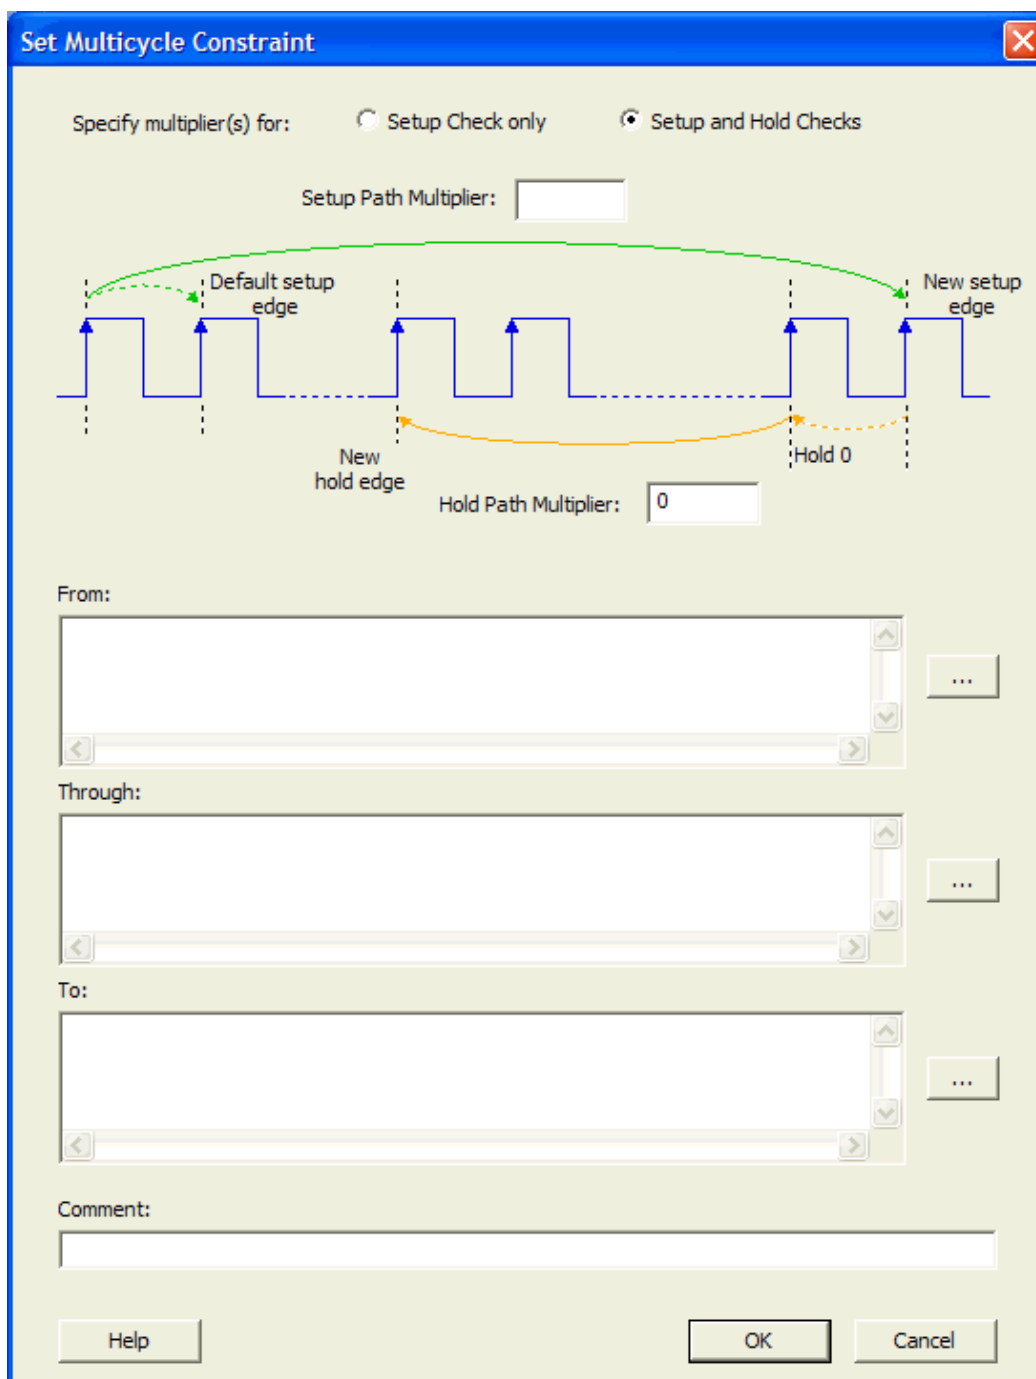 Set Multicycle Constraint
Specify multiplier(s) for: Setup Check only Setup and Hold Checks
Setup Path Multiplier:
Default setup
edge
New setup
edge
New
hold edge
Hold 0
Hold Path Multiplier: 0
From:
...
Through:
...
To:
...
Comment:
Help OK Cancel